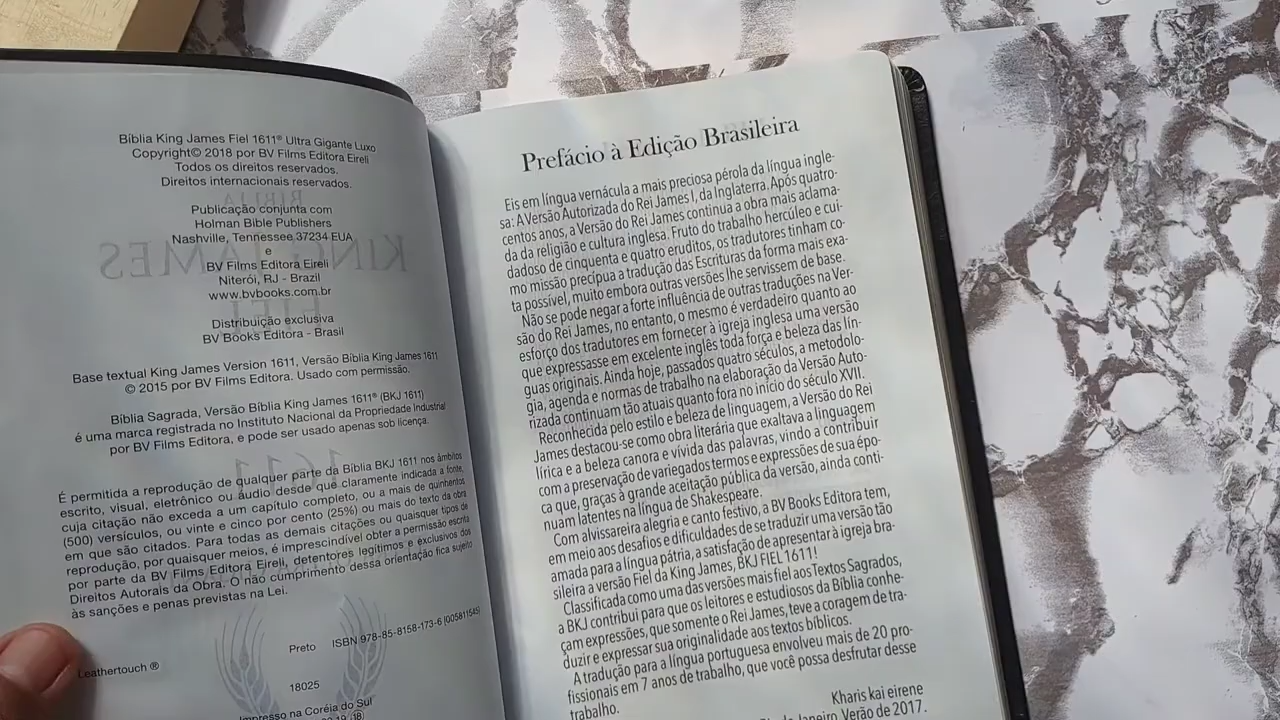 Bíblia King James Fiel 1611® Ultra Gigante Luxo
Copyright© 2018 por BV Films Editora Eireli
Todos os direitos reservados.
Direitos internacionais reservados.
Publicação conjunta com
Holman Bible Publishers
Nashville, Tennessee 37234 EUA
e
BV Films Editora Eireli
Niterói, RJ - Brazil
www.bvbooks.com.br
Distribuição exclusiva
BV Books Editora - Brasil
Base textual King James Version 1611, Versão Bíblia King James 1611
© 2015 por BV Films Editora. Usado com permissão.
Bíblia Sagrada, Versão Bíblia King James 1611® (BKJ 1611)
é uma marca registrada no Instituto Nacional da Propriedade Industrial
por BV Films Editora, e pode ser usado apenas sob licença.
É permitida a reprodução de qualquer parte da Bíblia BKJ 1611 nos âmbitos
escrito, visual, eletrônico ou áudio desde que claramente indicada a fonte,
cuja citação não exceda a um capítulo completo, ou a mais de quinhentos
(500) versículos, ou vinte e cinco por cento (25%) ou mais do texto da obra
em que são citados. Para todas as demais citações ou quaisquer tipos de
reprodução, por quaisquer meios, é imprescindível obter a permissão escrita
por parte da BV Films Editora Eireli, detentores legítimos e exclusivos dos
Direitos Autorais da Obra. O não cumprimento dessa orientação fica sujeito
às sanções e penas previstas na Lei.
Preto ISBN 978-85-8158-173-6 [005811545]
Leathertouch ®
18025
Impresso na Coréia do Sul
Prefácio à Edição Brasileira
Eis em língua vernácula a mais preciosa pérola da língua ingle-
sa: A Versão Autorizada do Rei James I, da Inglaterra. Após quatro-
centos anos, a Versão do Rei James continua a obra mais aclama-
da da religião e cultura inglesa. Fruto do trabalho hercúleo e cui-
dadoso de cinquenta e quatro eruditos, os tradutores tinham co-
mo missão precípua a tradução das Escrituras da forma mais exa-
ta possível, muito embora outras versões lhe servissem de base.
Não se pode negar a forte influência de outras traduções na Ver-
são do Rei James, no entanto, o mesmo é verdadeiro quanto ao
esforço dos tradutores em fornecer à igreja inglesa uma versão
que expressasse em excelente inglês toda força e beleza das lín-
guas originais. Ainda hoje, passados quatro séculos, a metodolo-
gia, agenda e normas de trabalho na elaboração da Versão Auto-
rizada continuam tão atuais quanto fora no início do século XVII.
Reconhecida pelo estilo e beleza de linguagem, a Versão do Rei
James destacou-se como obra literária que exaltava a linguagem
lírica e a beleza canora e vívida das palavras, vindo a contribuir
com a preservação de variegados termos e expressões de sua épo-
ca que, graças à grande aceitação pública da versão, ainda conti-
nuam latentes na língua de Shakespeare.
Com alvissareira alegria e canto festivo, a BV Books Editora tem,
em meio aos desafios e dificuldades de se traduzir uma versão tão
amada para a língua pátria, a satisfação de apresentar à igreja bra-
sileira a versão Fiel da King James, BKJ FIEL 1611!
Classificada como uma das versões mais fiel aos Textos Sagrados,
a BKJ contribui para que os leitores e estudiosos da Bíblia conhe-
çam expressões, que somente o Rei James, teve a coragem de tra-
duzir e expressar sua originalidade aos textos bíblicos.
A tradução para a língua portuguesa envolveu mais de 20 pro-
fissionais em 7 anos de trabalho, que você possa desfrutar desse
trabalho.
Kharis kai eirene
Janeiro, Verão de 2017.